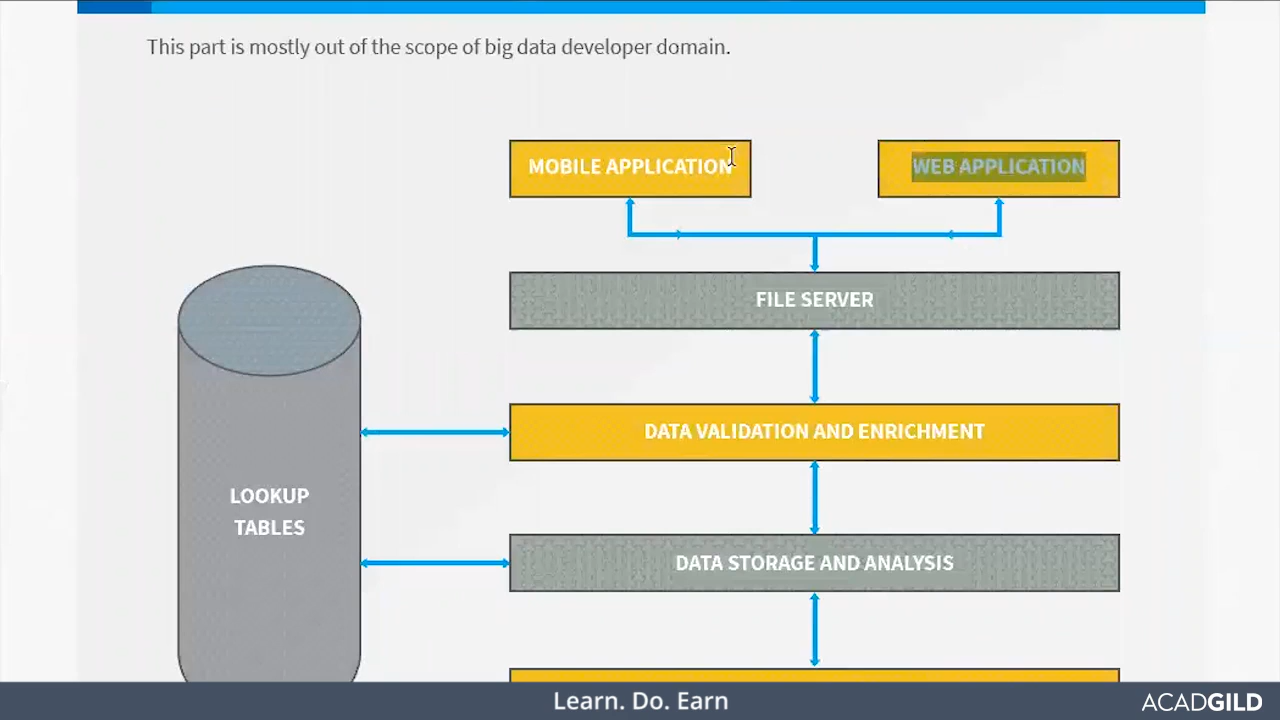 This part is mostly out of the scope of big data developer domain.
MOBILE APPLICATION
WEB APPLICATION
FILE SERVER
DATA VALIDATION AND ENRICHMENT
LOOKUP
TABLES
DATA STORAGE AND ANALYSIS
Learn. Do. Earn
ACADGILD